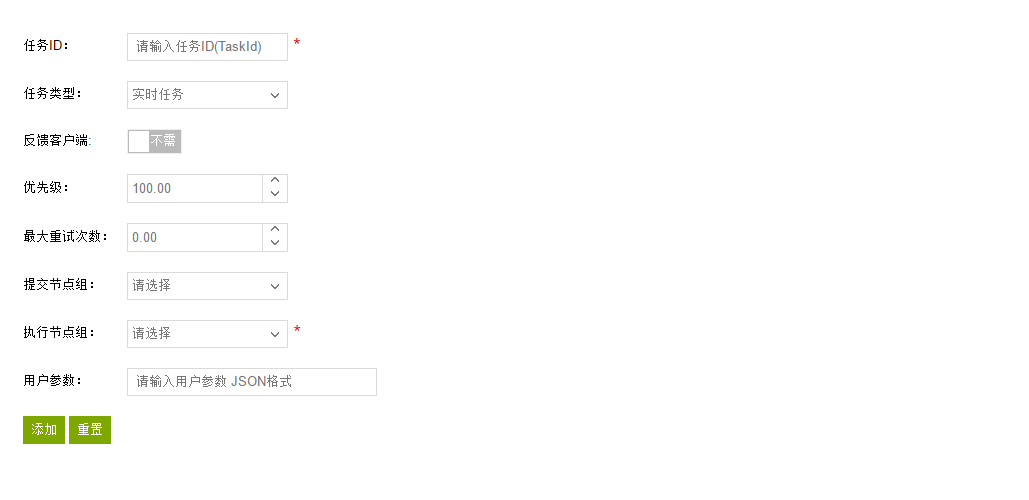 任务ID： 请输入任务ID(TaskId) *
任务类型： 实时任务
反馈客户端: 不需
优先级： 100.00
最大重试次数： 0.00
提交节点组： 请选择
执行节点组： 请选择 *
用户参数： 请输入用户参数 JSON格式
添加 重置